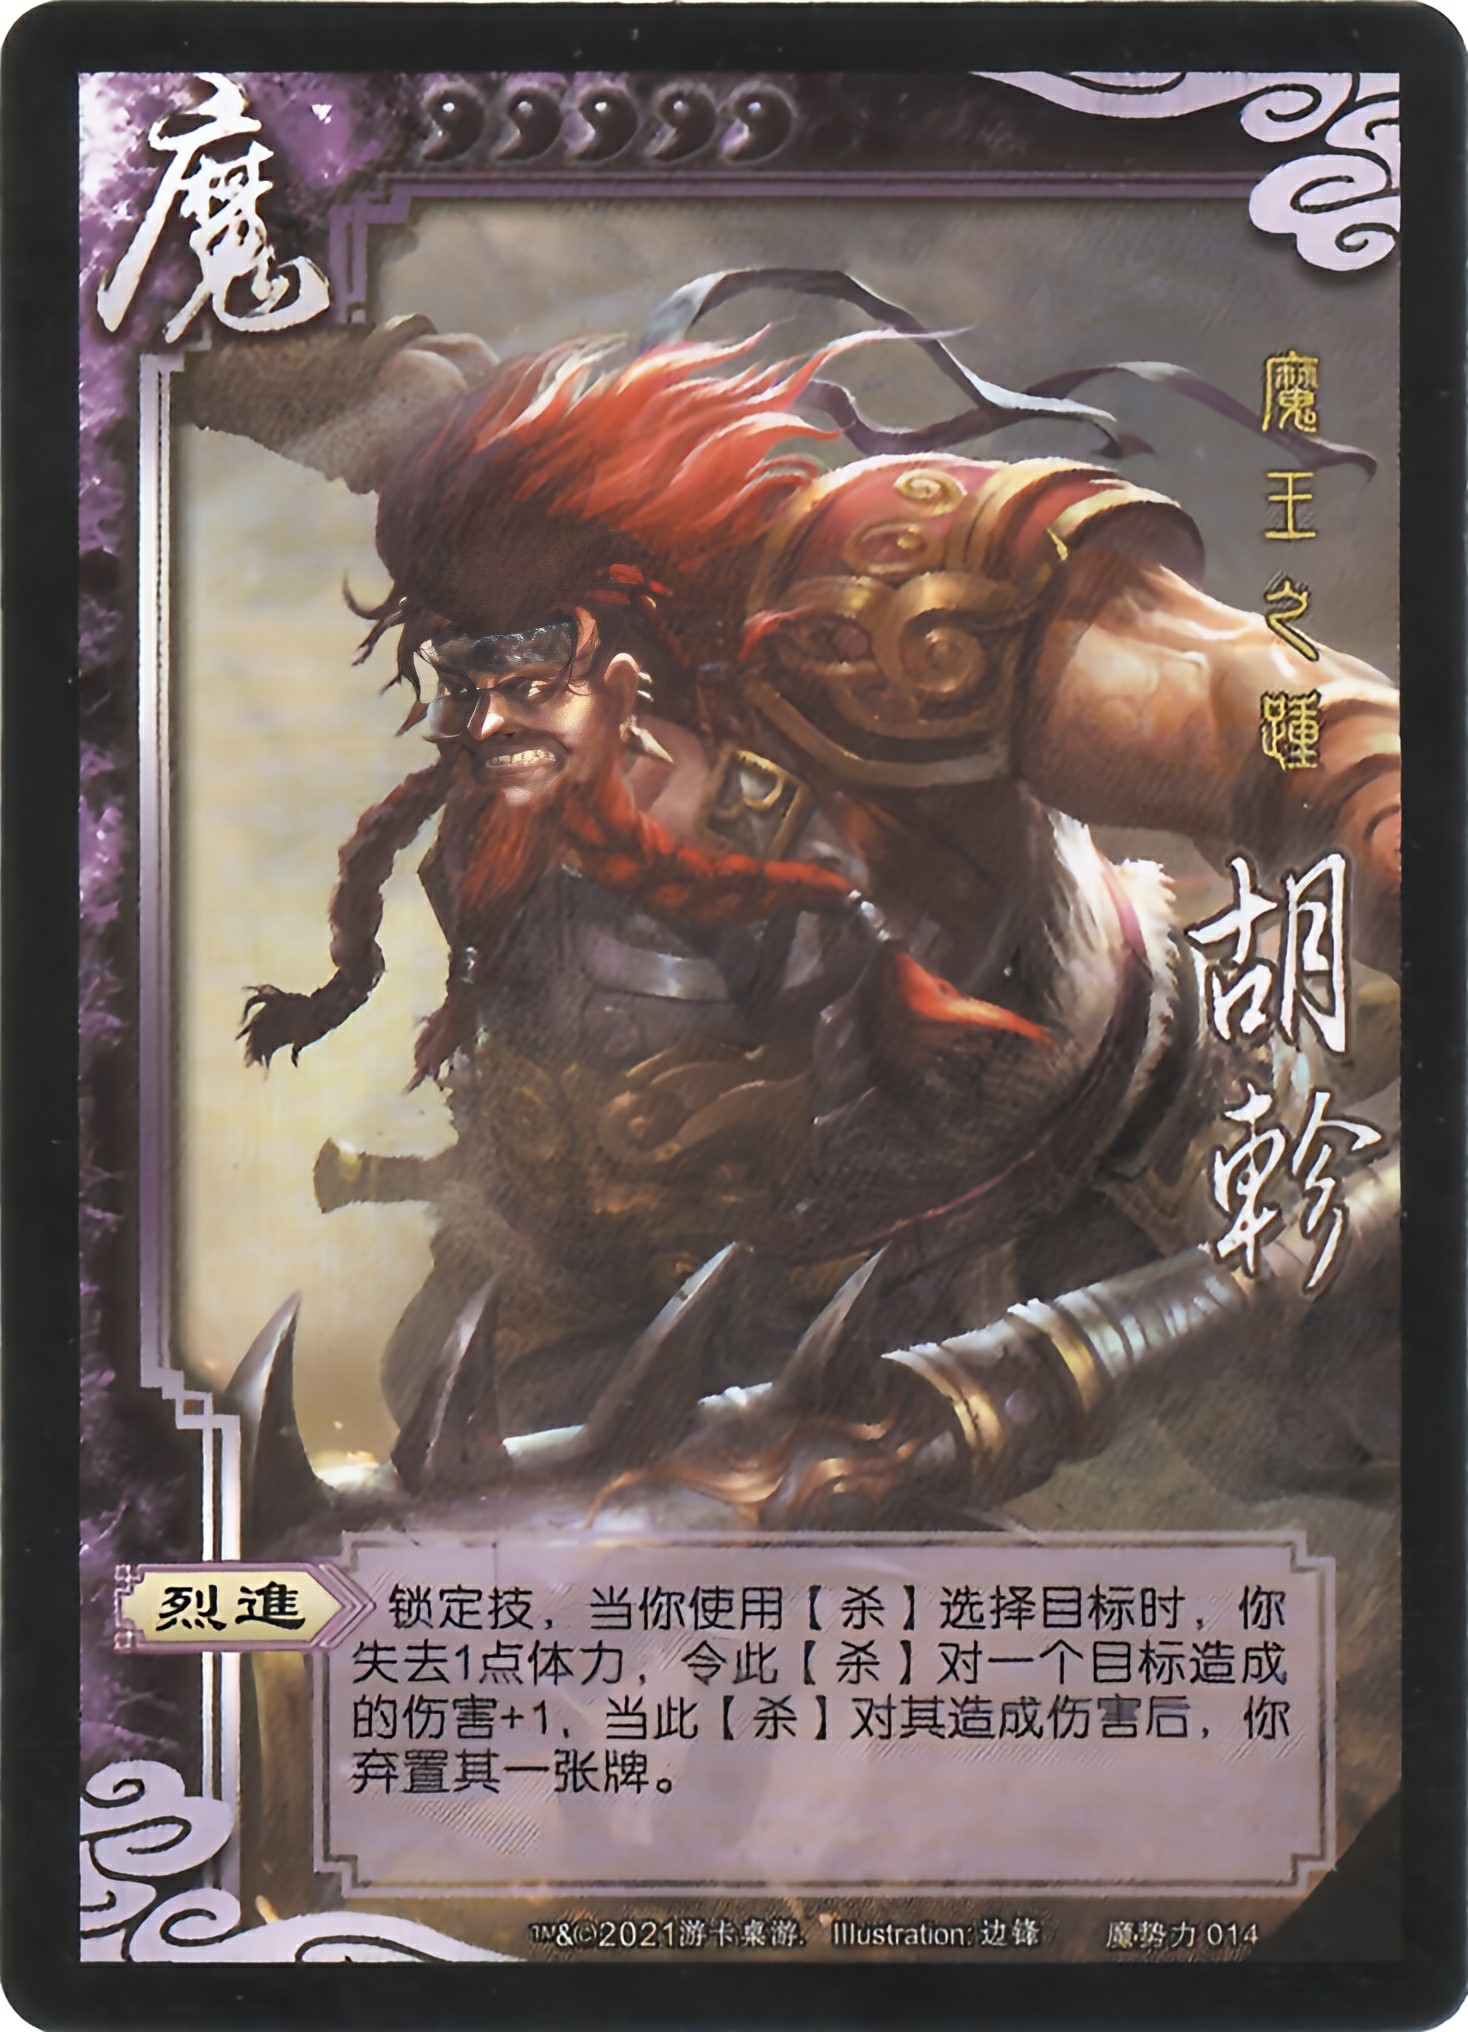 魔
魔王之踵
胡軫
烈進
锁定技，当你使用【杀】选择目标时，你
失去1点体力，令此【杀】对一个目标造成
的伤害+1，当此【杀】对其造成伤害后，你
弃置其一张牌。
™&©2021游卡桌游. Illustration: 边锋
魔·势力 014